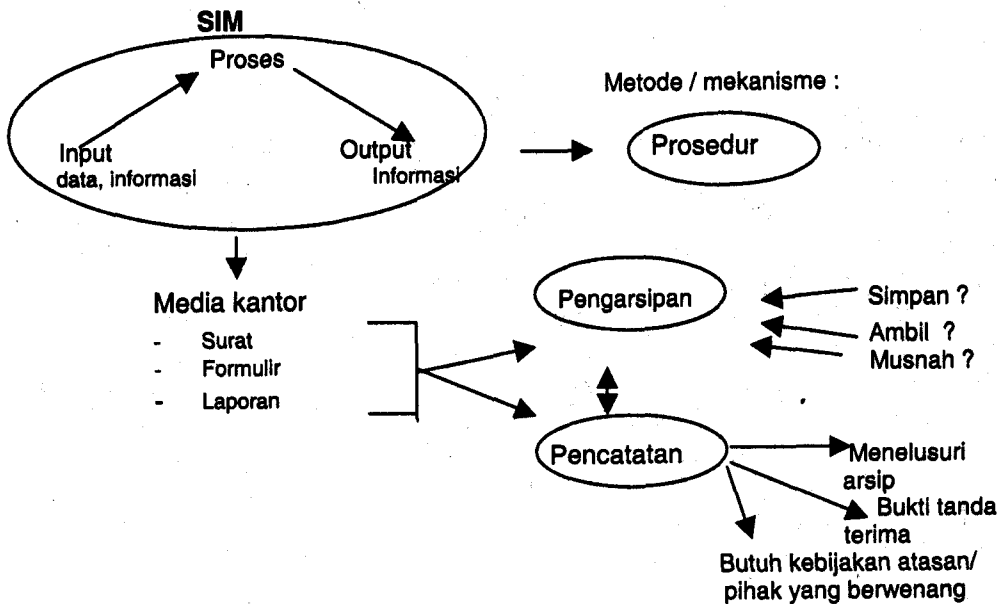 SIM
Proses
Input
data, informasi
Output
Informasi
Metode / mekanisme :
Prosedur
Media kantor
- Surat
- Formulir
- Laporan
Pengarsipan
Simpan ?
Ambil ?
Musnah ?
Pencatatan
Menelusuri
arsip
Bukti tanda
terima
Butuh kebijakan atasan/
pihak yang berwenang